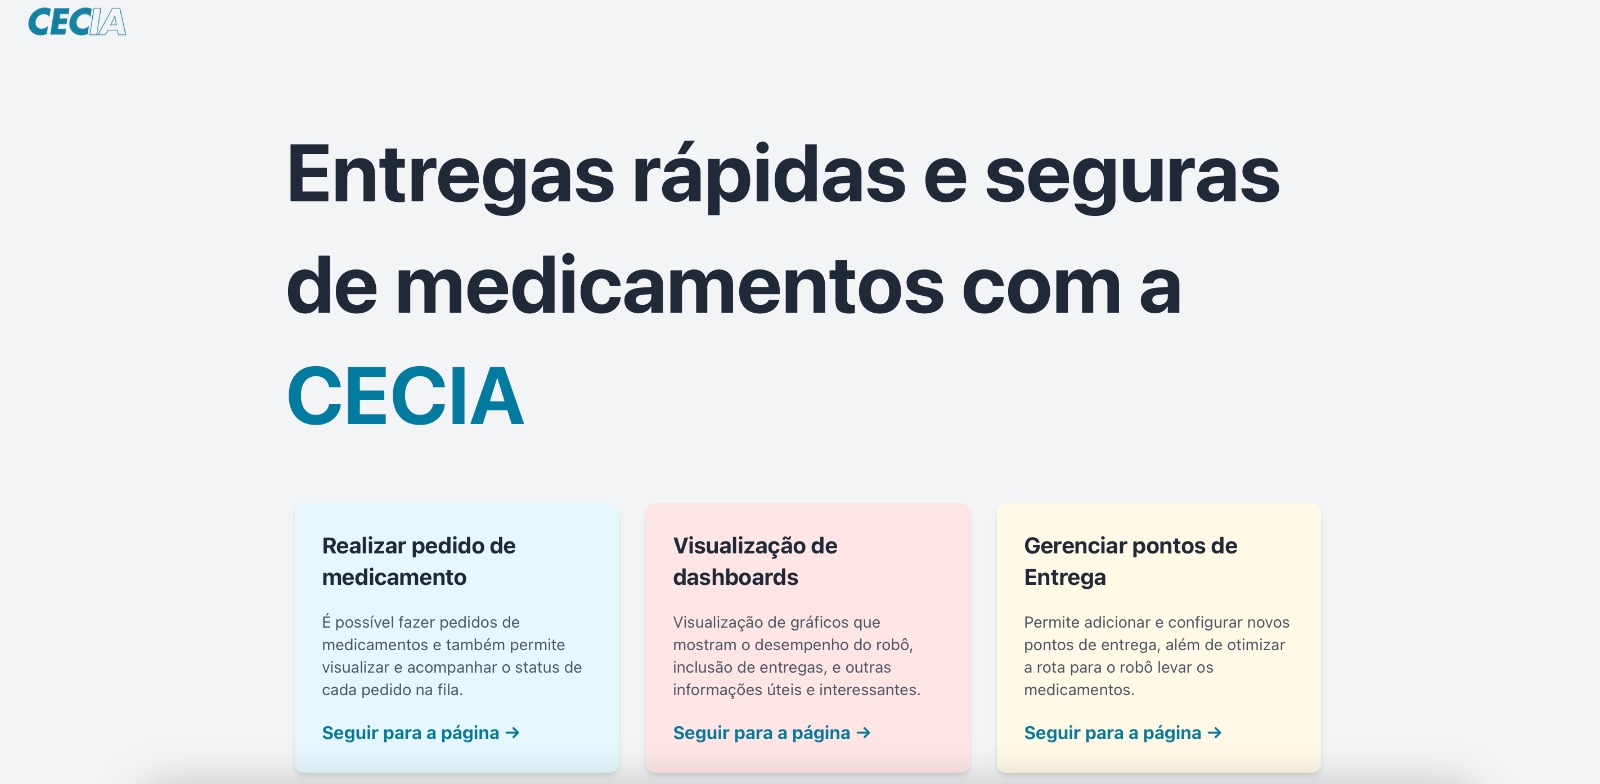 CECIA
Entregas rápidas e seguras
de medicamentos com a
CECIA
Realizar pedido de
medicamento
É possível fazer pedidos de
medicamentos e também permite
visualizar e acompanhar o status de
cada pedido na fila.
Seguir para a página →
Visualização de
dashboards
Visualização de gráficos que
mostram o desempenho do robô,
inclusão de entregas, e outras
informações úteis e interessantes.
Seguir para a página →
Gerenciar pontos de
Entrega
Permite adicionar e configurar novos
pontos de entrega, além de otimizar
a rota para o robô levar os
medicamentos.
Seguir para a página →